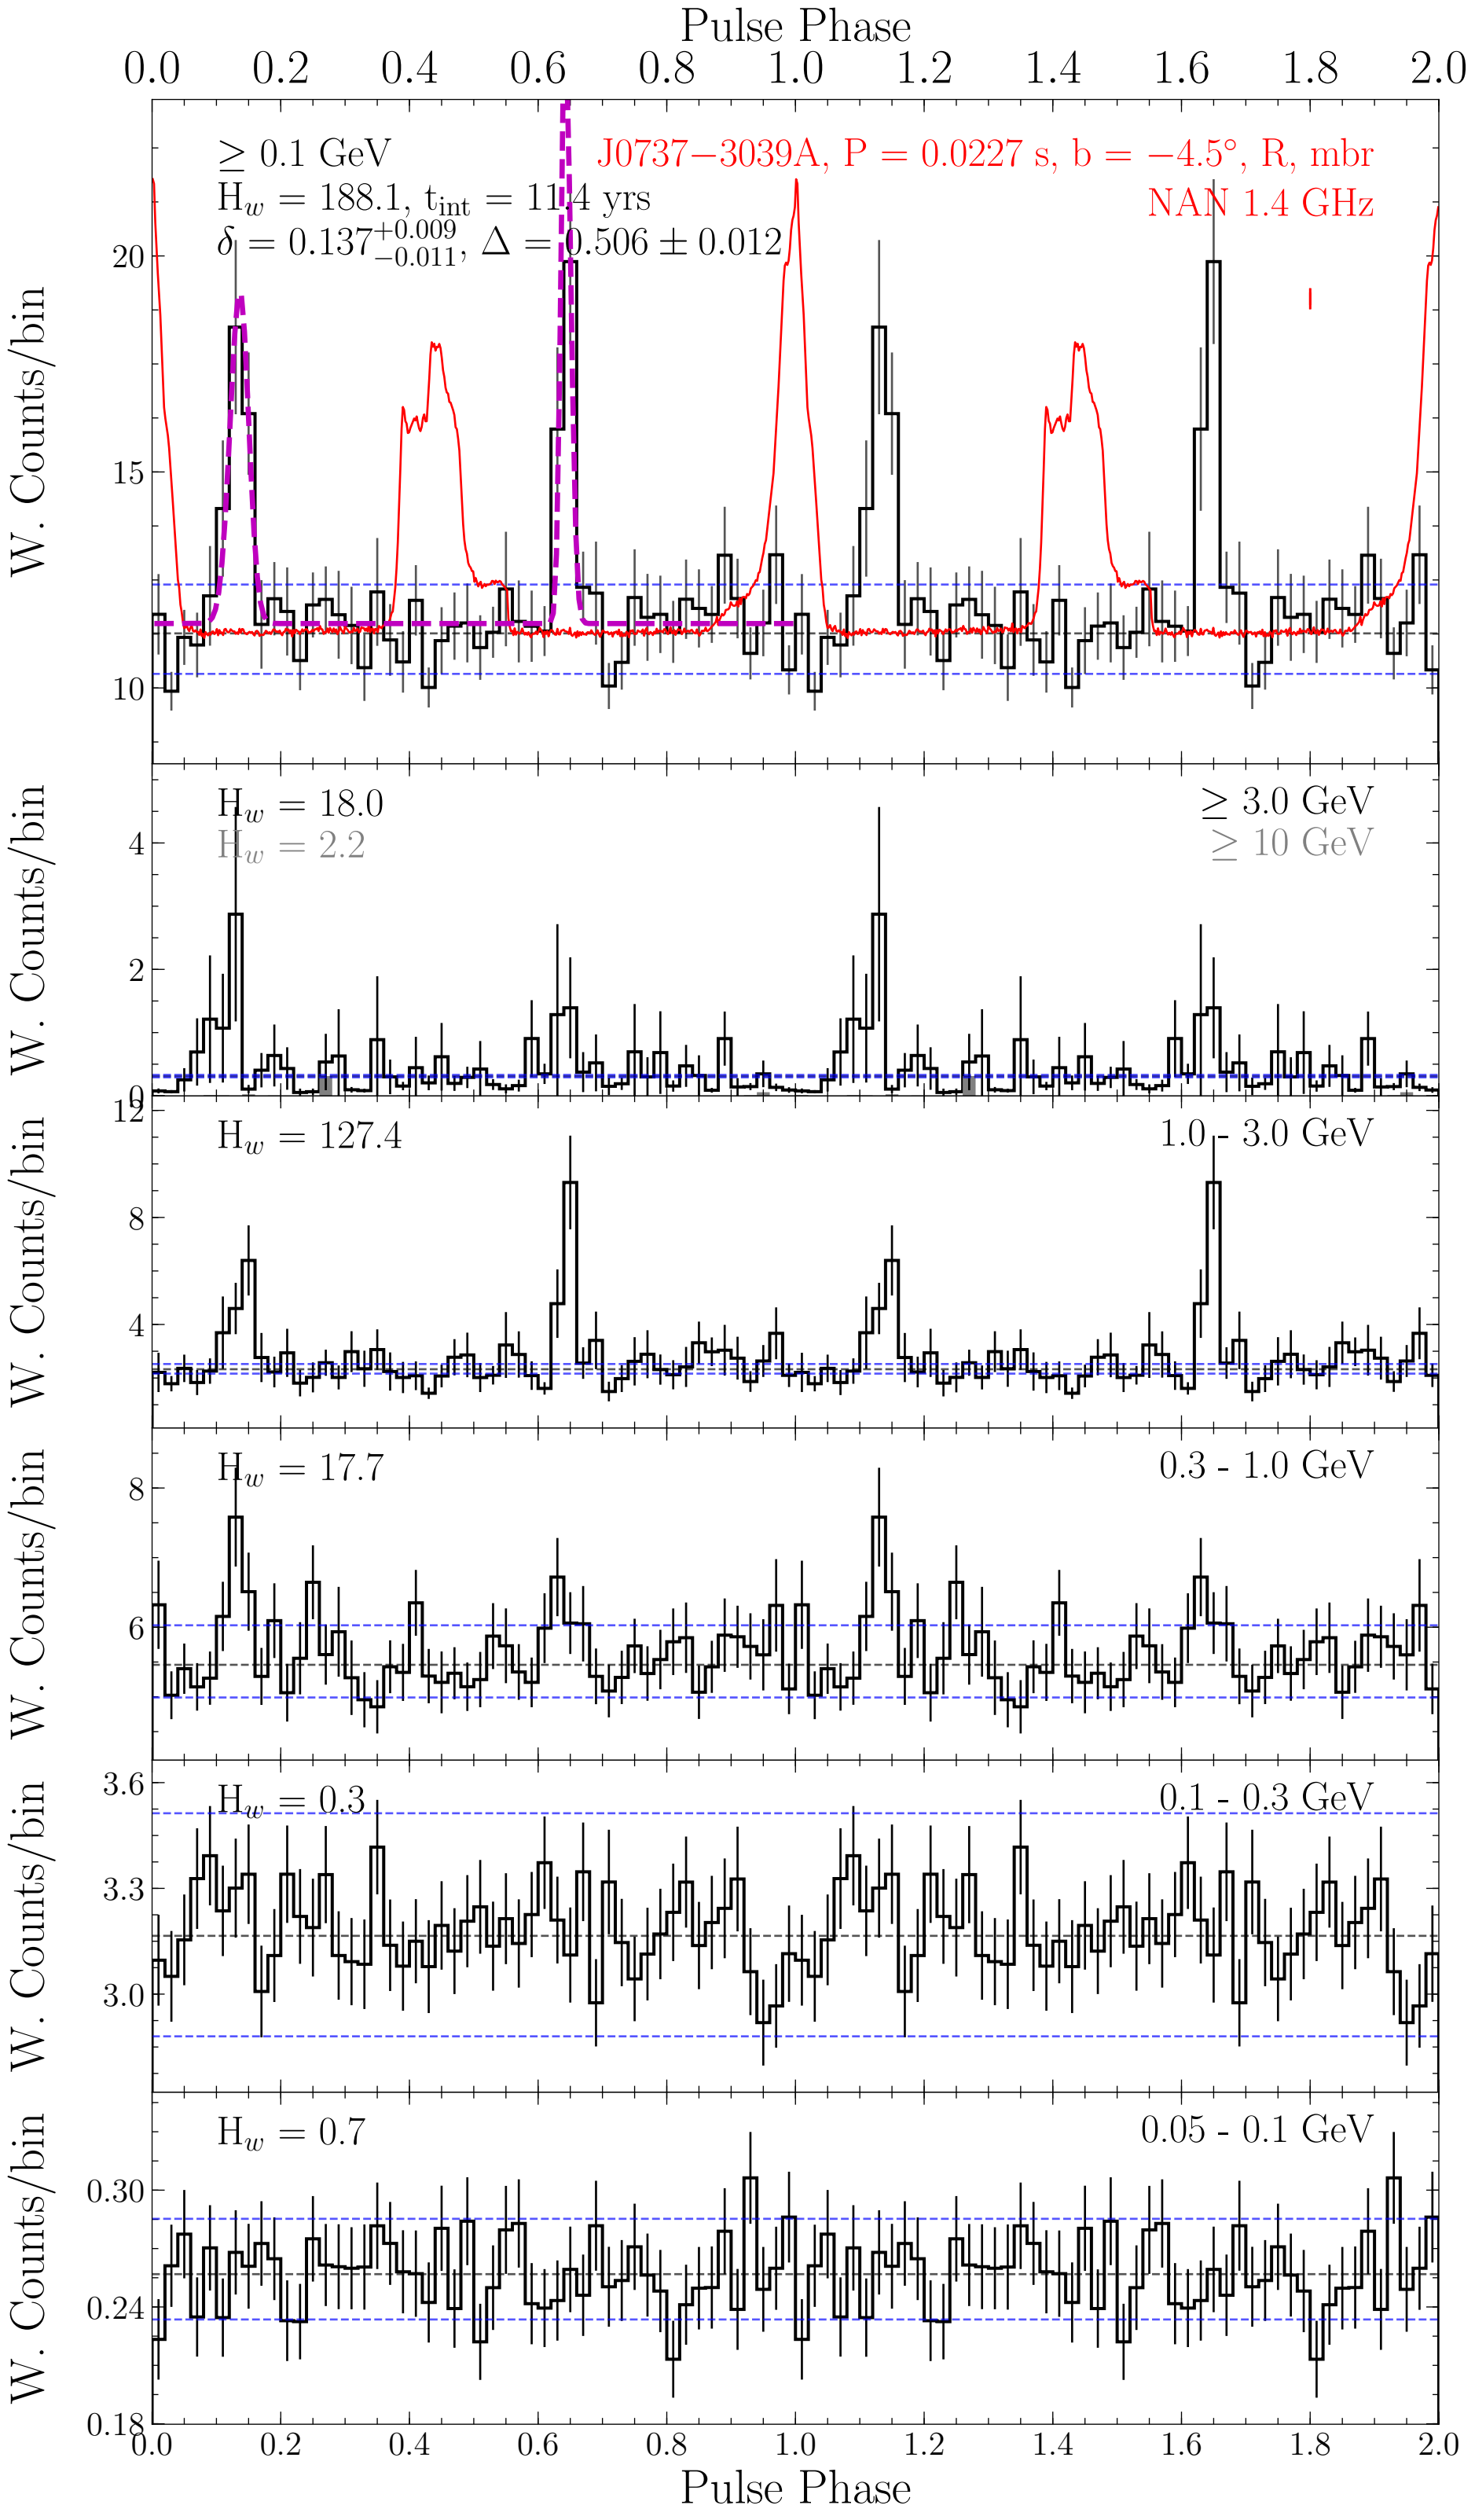 Pulse Phase
0.0 0.2 0.4 0.6 0.8 1.0 1.2 1.4 1.6 1.8 2.0
≥ 0.1 GeV
J0737−3039A, P = 0.0227 s, b = −4.5°, R, mbr
H_w = 188.1, t_int = 11.4 yrs
NAN 1.4 GHz
δ = 0.137^{+0.009}_{−0.011}, Δ = 0.506 ± 0.012
W. Counts/bin
20
15
10
H_w = 18.0
≥ 3.0 GeV
H_w = 2.2
≥ 10 GeV
W. Counts/bin
4
2
0
H_w = 127.4
1.0 - 3.0 GeV
W. Counts/bin
12
8
4
H_w = 17.7
0.3 - 1.0 GeV
W. Counts/bin
8
6
H_w = 0.3
0.1 - 0.3 GeV
W. Counts/bin
3.6
3.3
3.0
H_w = 0.7
0.05 - 0.1 GeV
W. Counts/bin
0.30
0.24
0.18
0.0 0.2 0.4 0.6 0.8 1.0 1.2 1.4 1.6 1.8 2.0
Pulse Phase